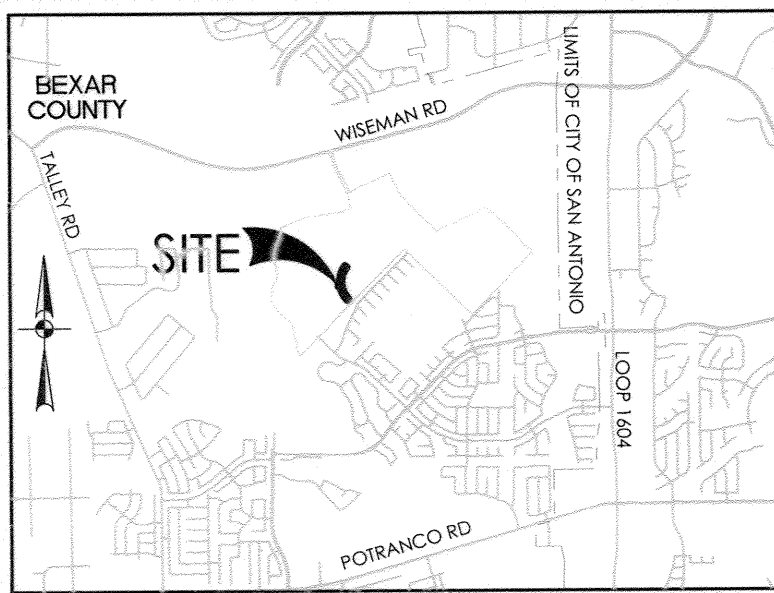 BEXAR
COUNTY
WISEMAN RD
LIMITS OF CITY OF SAN ANTONIO
TALLEY RD
SITE
LOOP 1604
POTRANCO RD